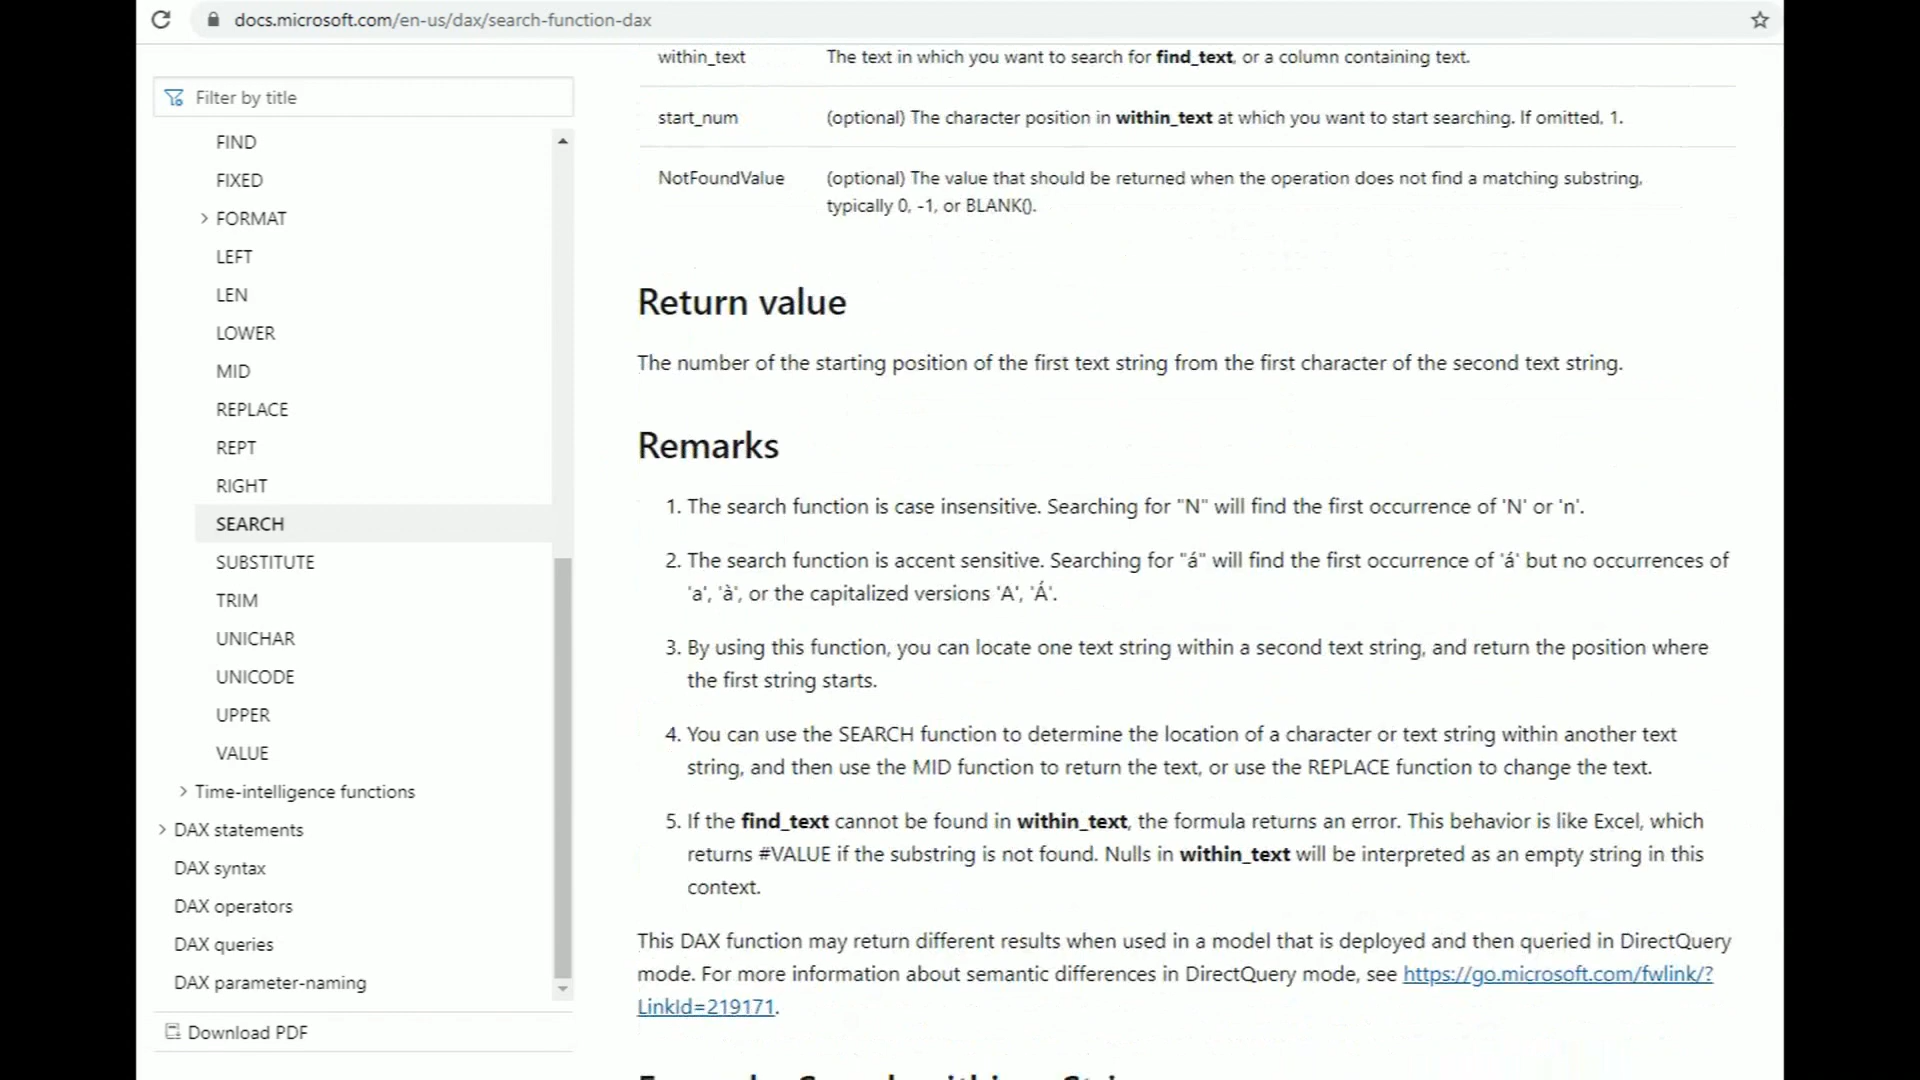 docs.microsoft.com/en-us/dax/search-function-dax
Filter by title
FIND
FIXED
FORMAT
LEFT
LEN
LOWER
MID
REPLACE
REPT
RIGHT
SEARCH
SUBSTITUTE
TRIM
UNICHAR
UNICODE
UPPER
VALUE
Time-intelligence functions
DAX statements
DAX syntax
DAX operators
DAX queries
DAX parameter-naming
Download PDF
within_text The text in which you want to search for find_text, or a column containing text.
start_num (optional) The character position in within_text at which you want to start searching. If omitted, 1.
NotFoundValue (optional) The value that should be returned when the operation does not find a matching substring,
typically 0, -1, or BLANK().
Return value
The number of the starting position of the first text string from the first character of the second text string.
Remarks
1. The search function is case insensitive. Searching for "N" will find the first occurrence of 'N' or 'n'.
2. The search function is accent sensitive. Searching for "á" will find the first occurrence of 'á' but no occurrences of
'a', 'à', or the capitalized versions 'A', 'Á'.
3. By using this function, you can locate one text string within a second text string, and return the position where
the first string starts.
4. You can use the SEARCH function to determine the location of a character or text string within another text
string, and then use the MID function to return the text, or use the REPLACE function to change the text.
5. If the find_text cannot be found in within_text, the formula returns an error. This behavior is like Excel, which
returns #VALUE if the substring is not found. Nulls in within_text will be interpreted as an empty string in this
context.
This DAX function may return different results when used in a model that is deployed and then queried in DirectQuery
mode. For more information about semantic differences in DirectQuery mode, see https://go.microsoft.com/fwlink/?
LinkId=219171.